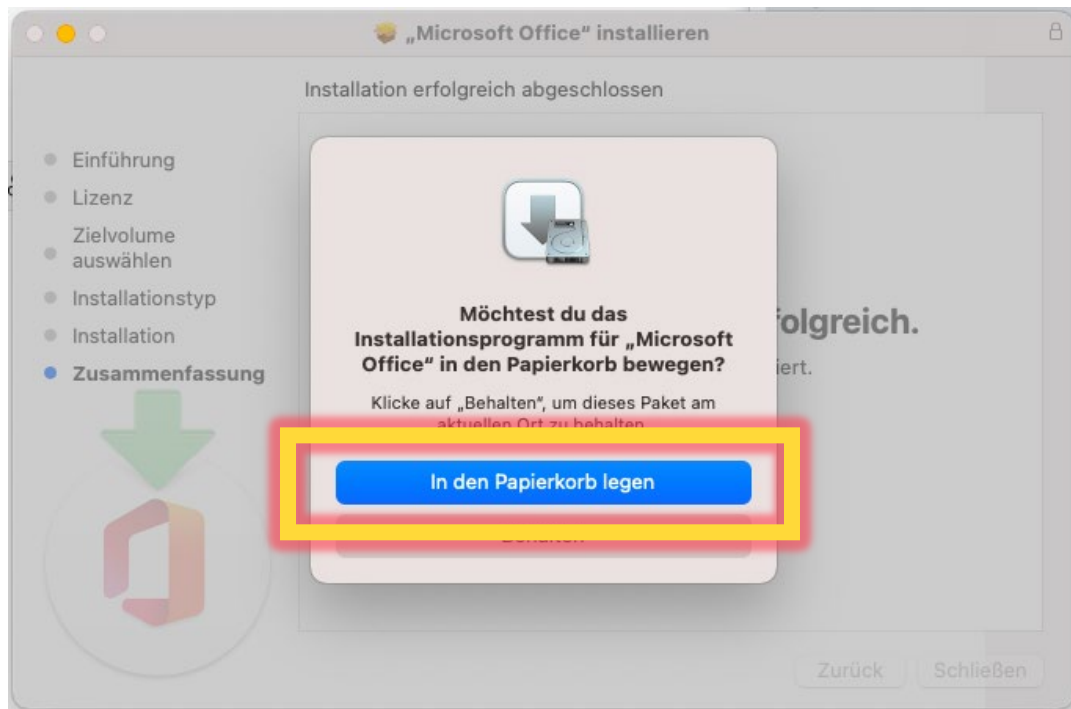 „Microsoft Office" installieren
Installation erfolgreich abgeschlossen
Einführung
Lizenz
Zielvolume
auswählen
Installationstyp
Installation
Zusammenfassung
folgreich.
iert.
Möchtest du das
Installationsprogramm für „Microsoft
Office" in den Papierkorb bewegen?
Klicke auf „Behalten", um dieses Paket am
aktuellen Ort zu behalten.
In den Papierkorb legen
Behalten
Zurück
Schließen